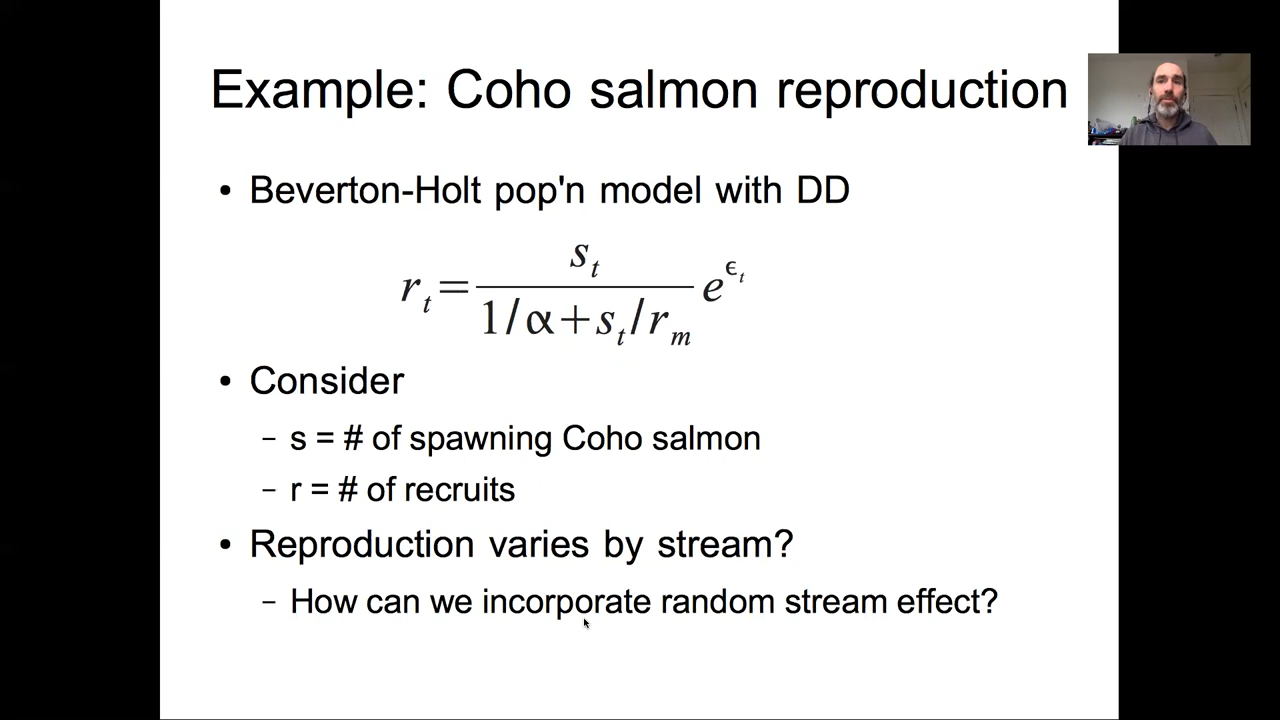 Example: Coho salmon reproduction
• Beverton-Holt pop'n model with DD
r_t = s_t / (1/α + s_t/r_m) e^{ϵ_t}
• Consider
– s = # of spawning Coho salmon
– r = # of recruits
• Reproduction varies by stream?
– How can we incorporate random stream effect?